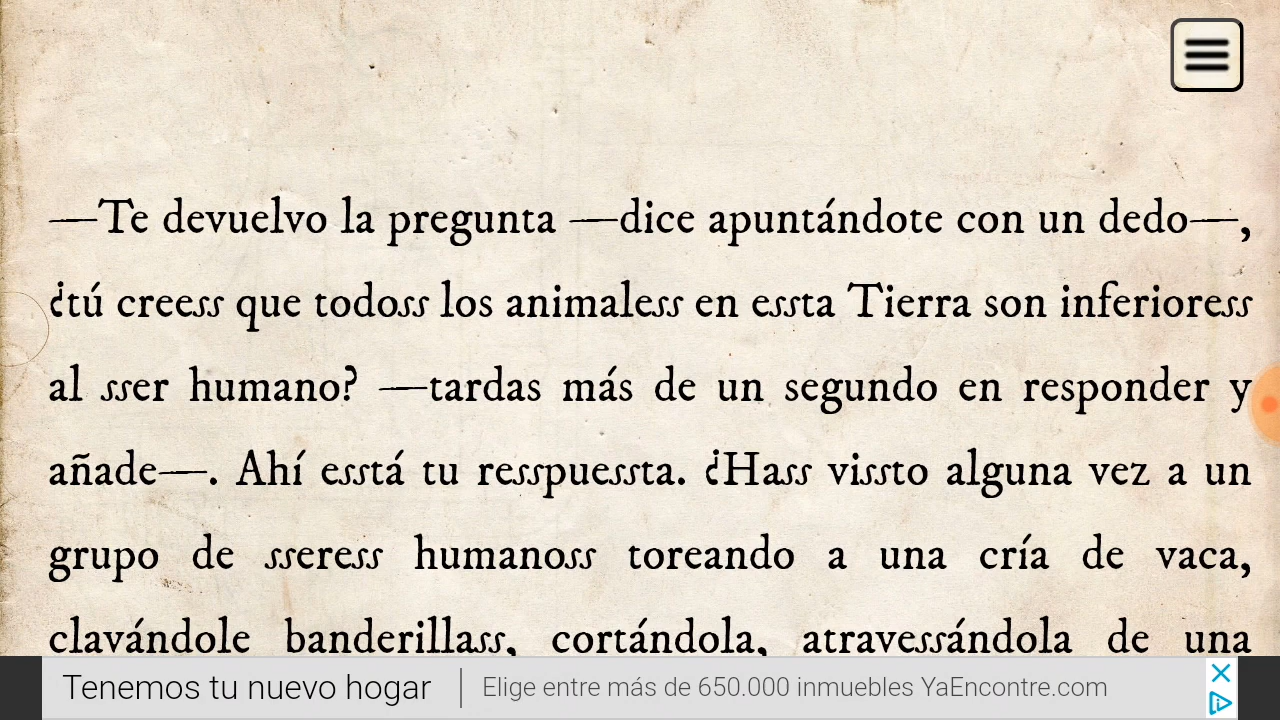 —Te devuelvo la pregunta —dice apuntándote con un dedo—,
¿tú creess que todoss los animaless en essta Tierra son inferioress
al sser humano? —tardas más de un segundo en responder y
añade—. Ahí esstá tu resspuessta. ¿Hass vissto alguna vez a un
grupo de sseress humanoss toreando a una cría de vaca,
clavándole banderillass, cortándola, atravessándola de una
Tenemos tu nuevo hogar
Elige entre más de 650.000 inmuebles YaEncontre.com